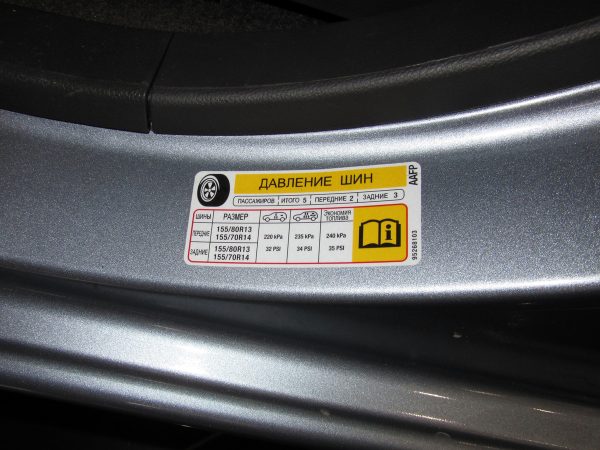 ДАВЛЕНИЕ ШИН
ПАССАЖИРОВ ИТОГО 5 ПЕРЕДНИЕ 2 ЗАДНИЕ 3
ШИНЫ РАЗМЕР ЭКОНОМИЯ ТОПЛИВА
ПЕРЕДНИЕ 155/80R13 155/70R14 220 kPa 235 kPa 240 kPa
ЗАДНИЕ 155/80R13 155/70R14 32 PSI 34 PSI 35 PSI
AAFP
95268103